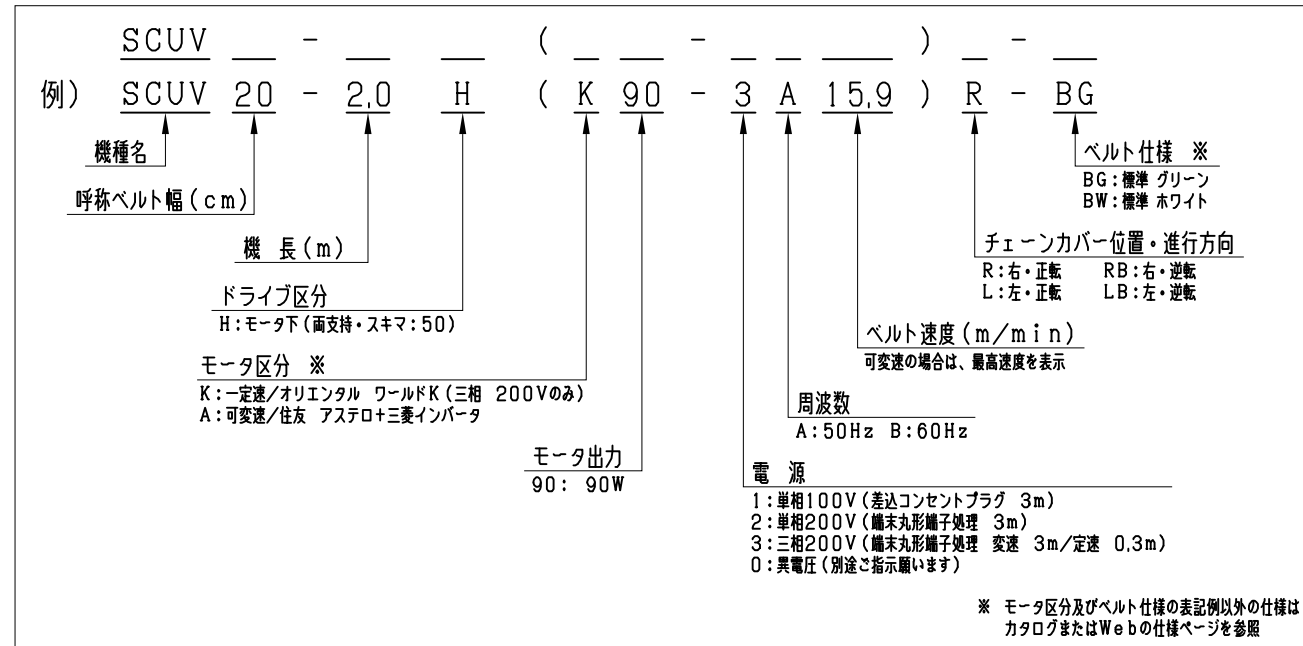 SCUV - ( - ) -
例) SCUV 20 - 2.0 H ( K 90 - 3 A 15.9 ) R - BG
機種名
呼称ベルト幅(cm)
機 長(m)
ドライブ区分
H:モータ下(両支持・スキマ:50)
モータ区分 ※
K:一定速/オリエンタル ワールドK(三相 200Vのみ)
A:可変速/住友 アステロ+三菱インバータ
モータ出力
90: 90W
電 源
1:単相100V(差込コンセントプラグ 3m)
2:単相200V(端末丸形端子処理 3m)
3:三相200V(端末丸形端子処理 変速 3m/定速 0.3m)
0:異電圧(別途ご指示願います)
周波数
A:50Hz B:60Hz
ベルト速度(m/min)
可変速の場合は、最高速度を表示
チェーンカバー位置・進行方向
R:右・正転 RB:右・逆転
L:左・正転 LB:左・逆転
ベルト仕様 ※
BG:標準 グリーン
BW:標準 ホワイト
※ モータ区分及びベルト仕様の表記例以外の仕様は
カタログまたはWebの仕様ページを参照